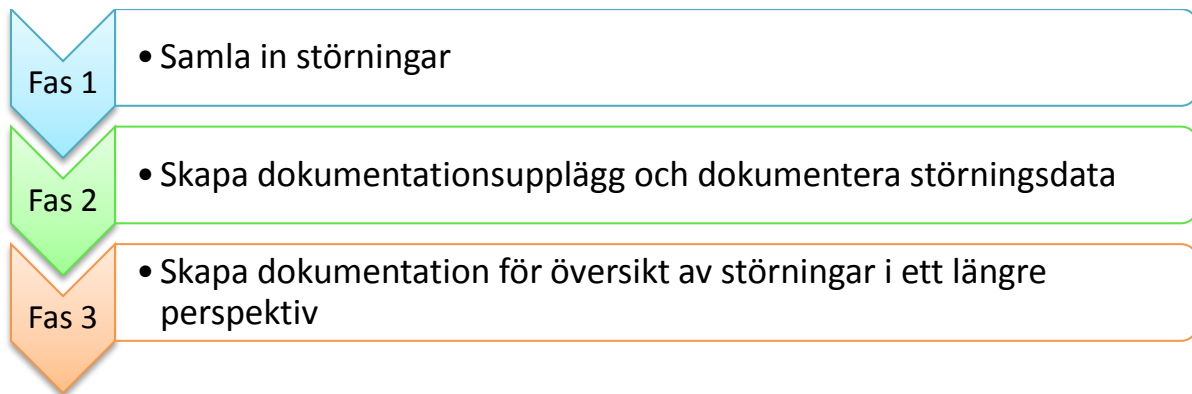 Fas 1
• Samla in störningar
Fas 2
• Skapa dokumentationsupplägg och dokumentera störningsdata
Fas 3
• Skapa dokumentation för översikt av störningar i ett längre
perspektiv